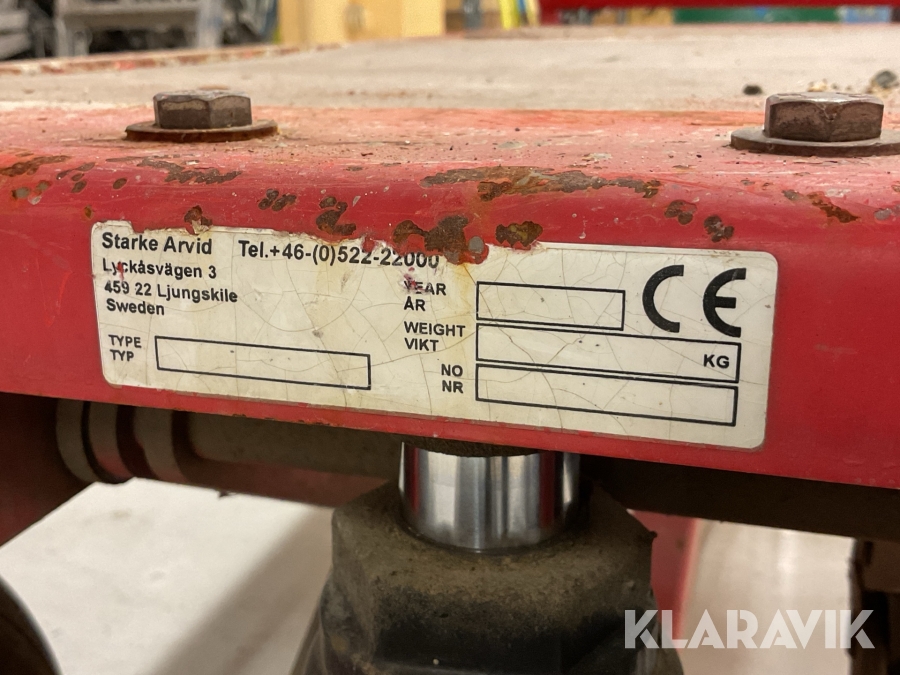 Starke Arvid Tel.+46-(0)522-22000
Lyckåsvägen 3
459 22 Ljungskile
Sweden
TYPE
TYP
YEAR
ÅR
WEIGHT
VIKT
KG
NO
NR
CE
KLARAVIK